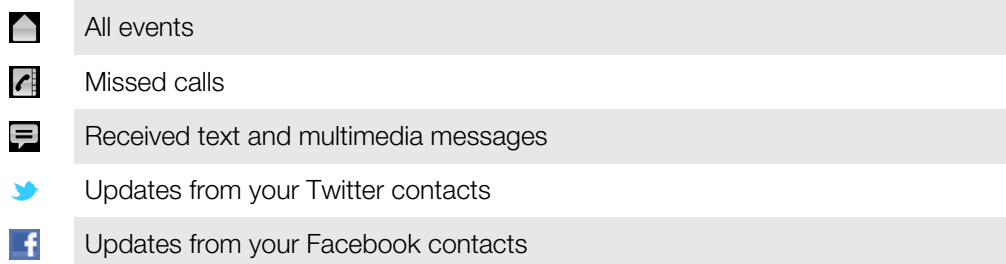 All events
Missed calls
Received text and multimedia messages
Updates from your Twitter contacts
Updates from your Facebook contacts